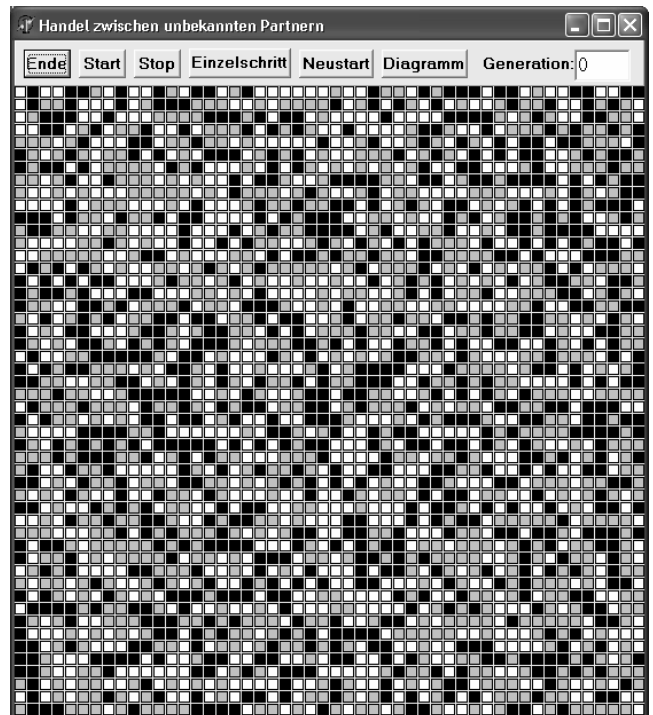 Handel zwischen unbekannten Partnern
Ende Start Stop Einzelschritt Neustart Diagramm Generation: 0